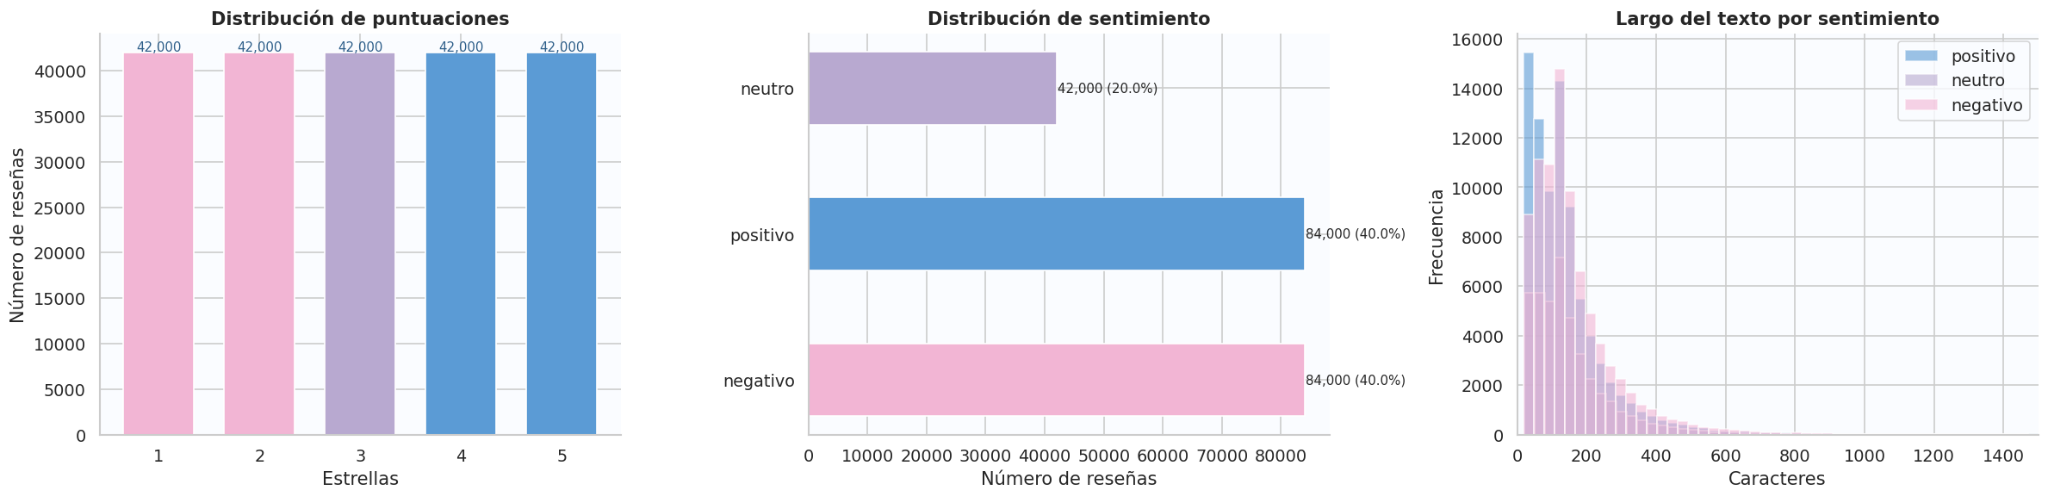 Distribución de puntuaciones
42,000 42,000 42,000 42,000 42,000
40000
35000
30000
25000
20000
15000
10000
5000
0
Número de reseñas
1 2 3 4 5
Estrellas
Distribución de sentimiento
neutro
42,000 (20.0%)
positivo
84,000 (40.0%)
negativo
84,000 (40.0%)
0 10000 20000 30000 40000 50000 60000 70000 80000
Número de reseñas
Largo del texto por sentimiento
16000
14000
12000
10000
8000
6000
4000
2000
0
Frecuencia
positivo
neutro
negativo
0 200 400 600 800 1000 1200 1400
Caracteres